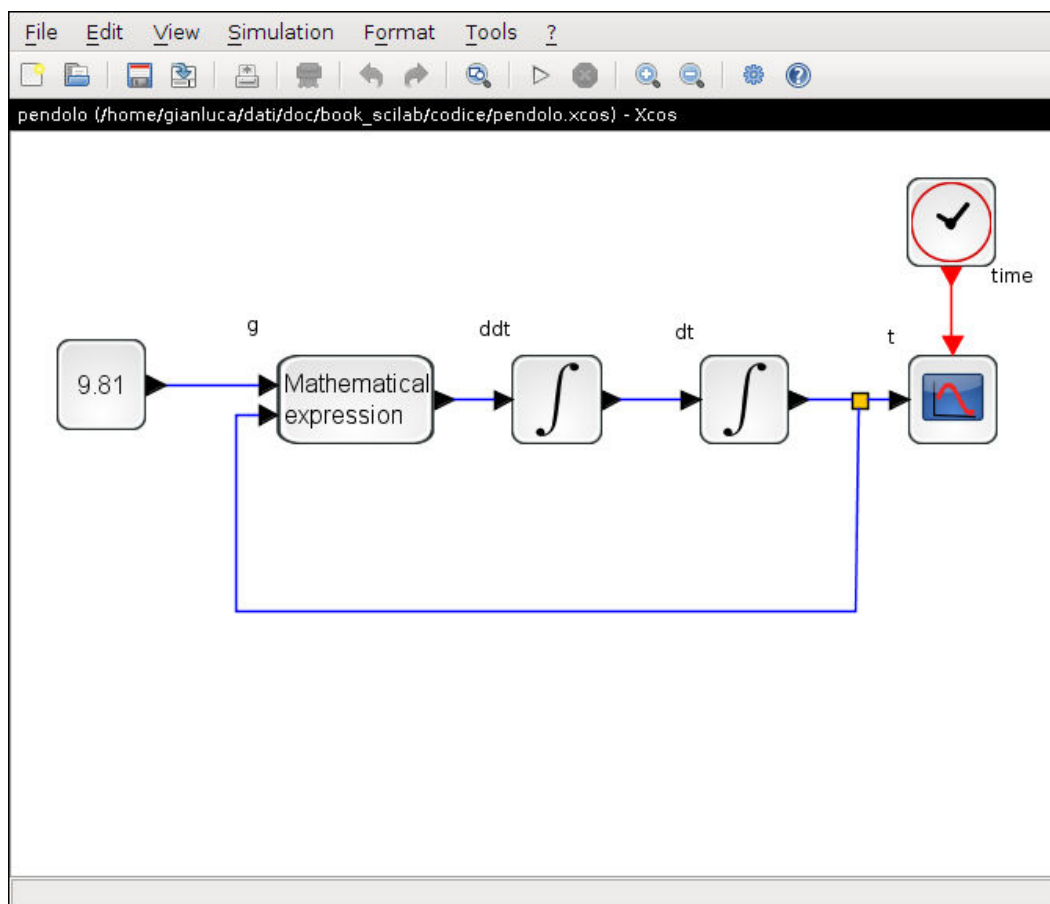 File Edit View Simulation Format Tools ?
pendolo (/home/gianluca/dati/doc/book_scilab/codice/pendolo.xcos) - Xcos
time
g
ddt
dt
t
9.81
Mathematical
expression